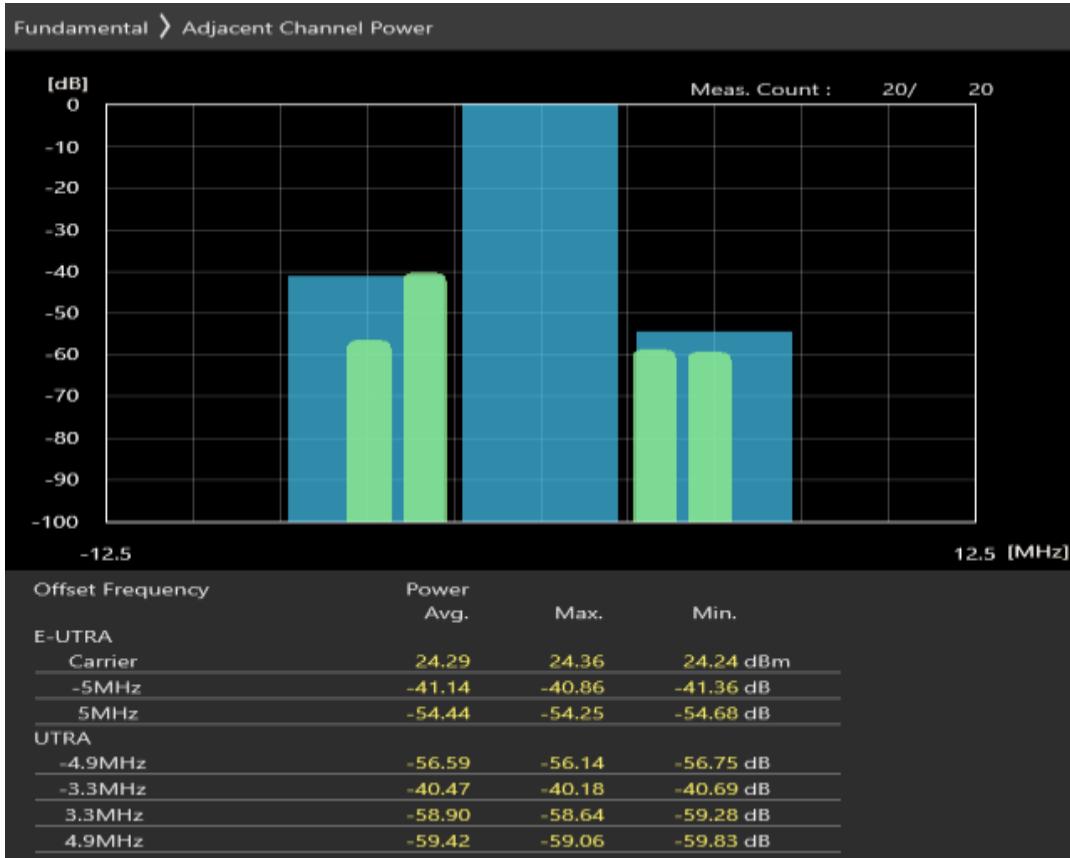 Fundamental 〉 Adjacent Channel Power
[dB]
Meas. Count : 20/ 20
0
-10
-20
-30
-40
-50
-60
-70
-80
-90
-100
-12.5 12.5 [MHz]
Offset Frequency Power
Avg. Max. Min.
E-UTRA
Carrier 24.29 24.36 24.24 dBm
-5MHz -41.14 -40.86 -41.36 dB
5MHz -54.44 -54.25 -54.68 dB
UTRA
-4.9MHz -56.59 -56.14 -56.75 dB
-3.3MHz -40.47 -40.18 -40.69 dB
3.3MHz -58.90 -58.64 -59.28 dB
4.9MHz -59.42 -59.06 -59.83 dB